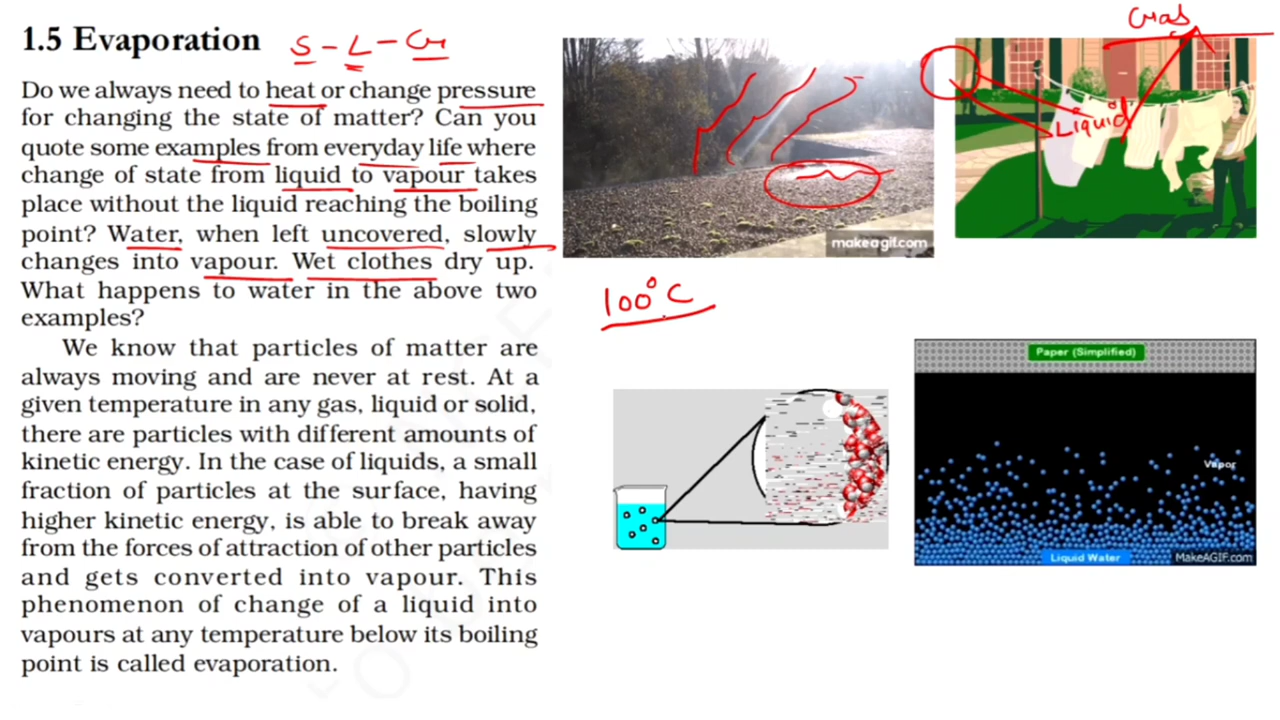 1.5 Evaporation
S - L - G
Do we always need to heat or change pressure
for changing the state of matter? Can you
quote some examples from everyday life where
change of state from liquid to vapour takes
place without the liquid reaching the boiling
point? Water, when left uncovered, slowly
changes into vapour. Wet clothes dry up.
What happens to water in the above two
examples?
We know that particles of matter are
always moving and are never at rest. At a
given temperature in any gas, liquid or solid,
there are particles with different amounts of
kinetic energy. In the case of liquids, a small
fraction of particles at the surface, having
higher kinetic energy, is able to break away
from the forces of attraction of other particles
and gets converted into vapour. This
phenomenon of change of a liquid into
vapours at any temperature below its boiling
point is called evaporation.
makeagif.com
Gas
Liquid
100°C
Paper (Simplified)
Vapor
Liquid Water
MakeAGIF.com